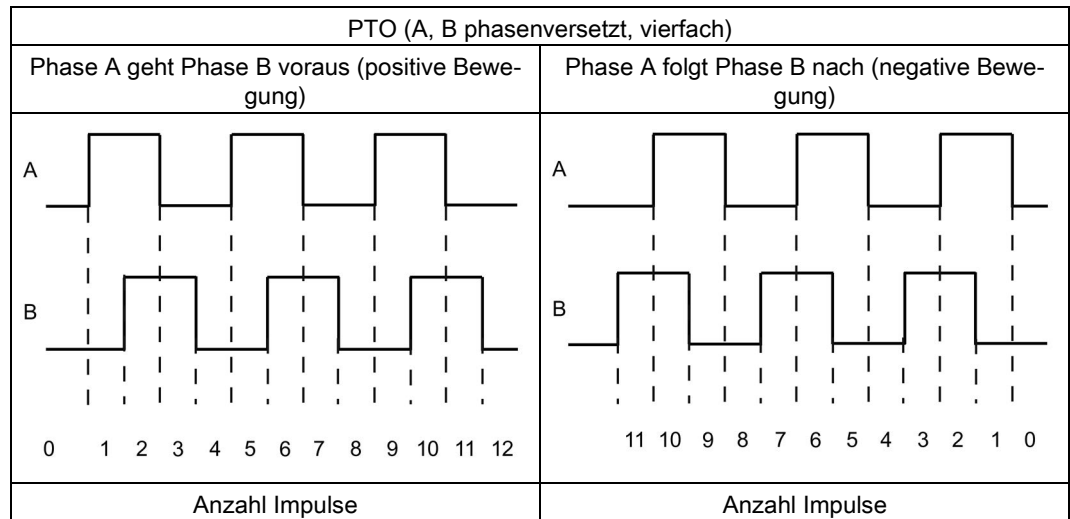 PTO (A, B phasenversetzt, vierfach)
Phase A geht Phase B voraus (positive Bewe-
gung)
Phase A folgt Phase B nach (negative Bewe-
gung)
A
B
0 1 2 3 4 5 6 7 8 9 10 11 12
A
B
11 10 9 8 7 6 5 4 3 2 1 0
Anzahl Impulse
Anzahl Impulse